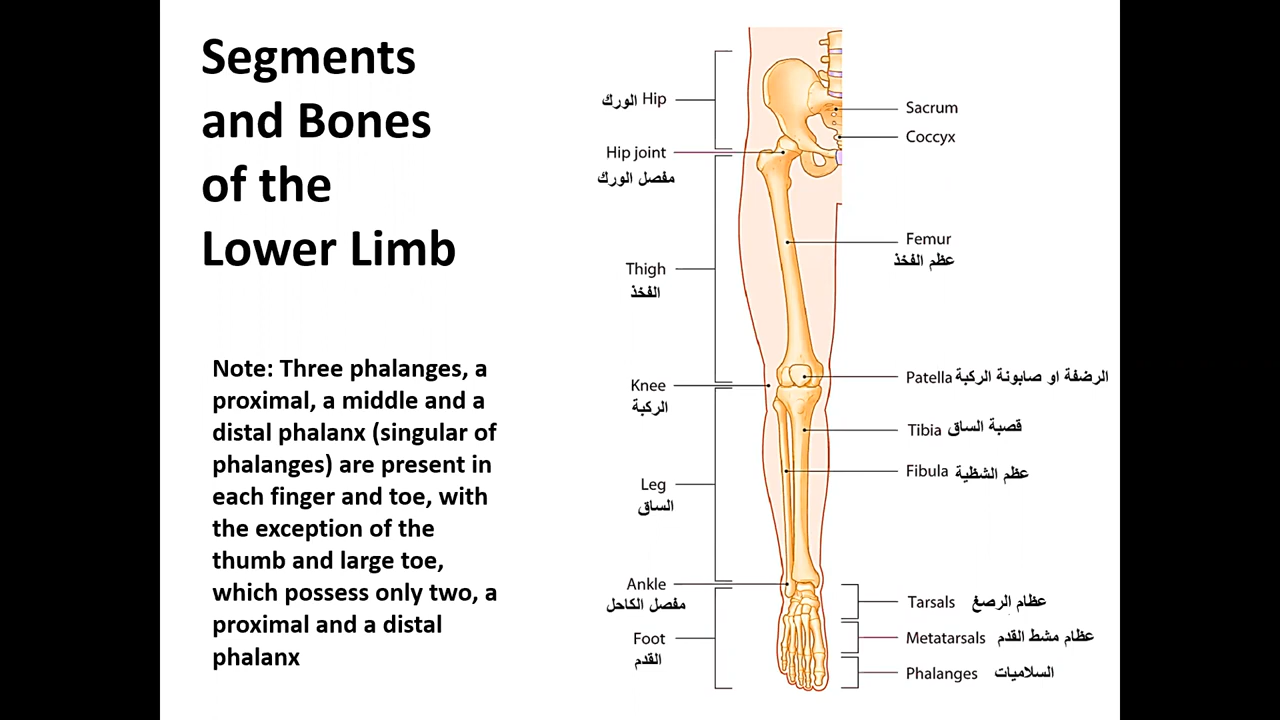 Segments
and Bones
of the
Lower Limb
Note: Three phalanges, a
proximal, a middle and a
distal phalanx (singular of
phalanges) are present in
each finger and toe, with
the exception of the
thumb and large toe,
which possess only two, a
proximal and a distal
phalanx
الورك Hip
Hip joint
مفصل الورك
Thigh
الفخذ
Knee
الركبة
Leg
الساق
Ankle
مفصل الكاحل
Foot
القدم
Sacrum
Coccyx
Femur
عظم الفخذ
Patella الرضفة او صابونة الركبة
Tibia قصبة الساق
Fibula عظم الشظية
Tarsals عظام الرصغ
Metatarsals عظام مشط القدم
Phalanges السلاميات